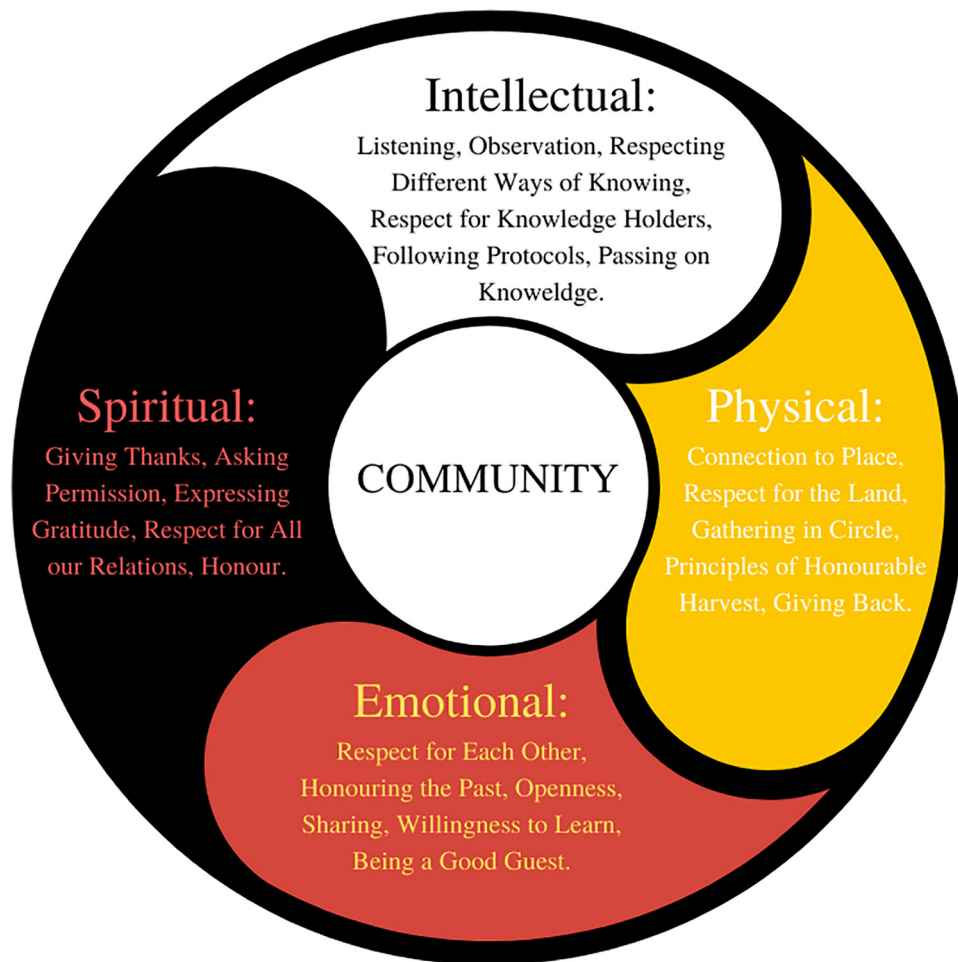 Intellectual:
Listening, Observation, Respecting
Different Ways of Knowing,
Respect for Knowledge Holders,
Following Protocols, Passing on
Knoweldge.
Spiritual:
Giving Thanks, Asking
Permission, Expressing
Gratitude, Respect for All
our Relations, Honour.
COMMUNITY
Physical:
Connection to Place,
Respect for the Land,
Gathering in Circle,
Principles of Honourable
Harvest, Giving Back.
Emotional:
Respect for Each Other,
Honouring the Past, Openness,
Sharing, Willingness to Learn,
Being a Good Guest.